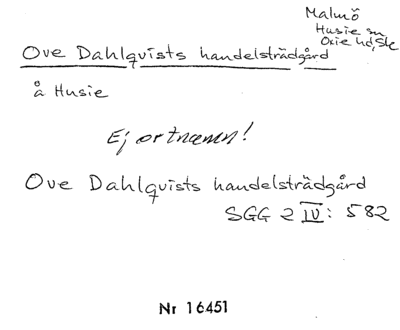 Malmö
Husie sn
Oxie hd, Sk
Ove Dahlquists handelsträdgård
å Husie
Ej ortnamn!
Ove Dahlquists handelsträdgård
SGG 2 IV: 582
Nr 16451